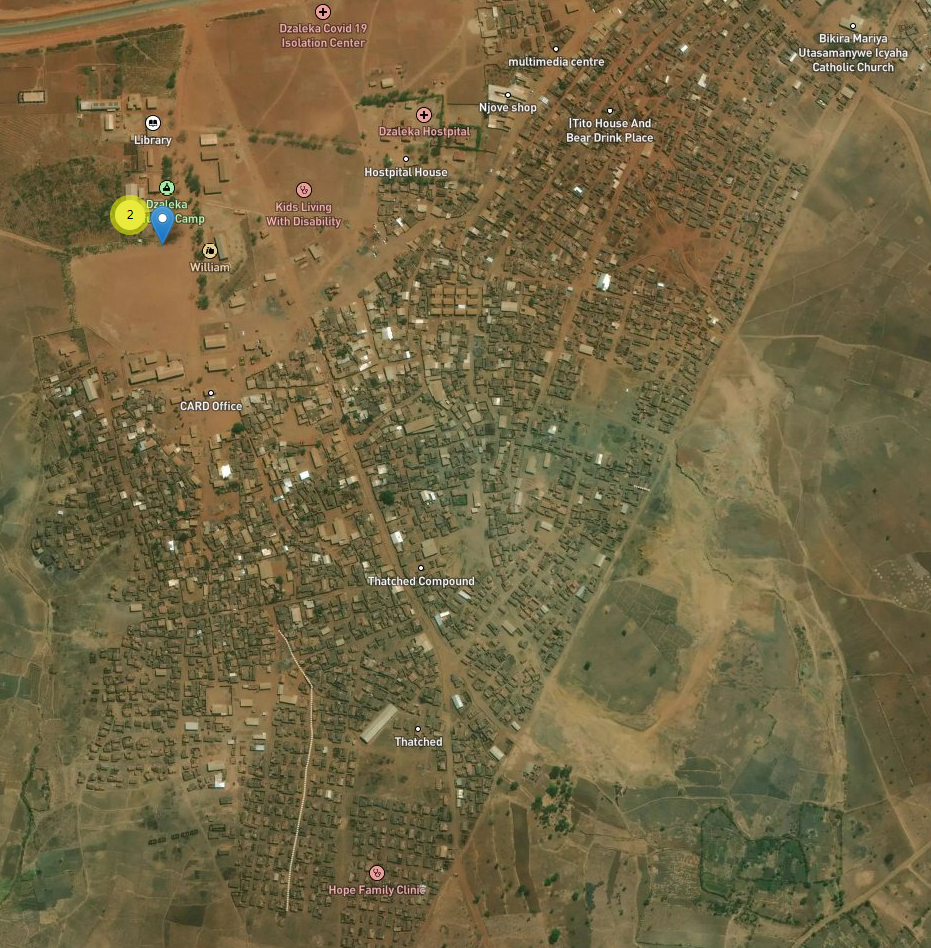 Dzaleka Covid 19
Isolation Center
multimedia centre
Bikira Mariya
Utasamanywe Icyaha
Catholic Church
Njove shop
|Tito House And
Bear Drink Place
Dzaleka Hostpital
Library
Hostpital House
Dzaleka
Camp
2
Kids Living
With Disability
William
CARD Office
Thatched Compound
Thatched
Hope Family Clinic